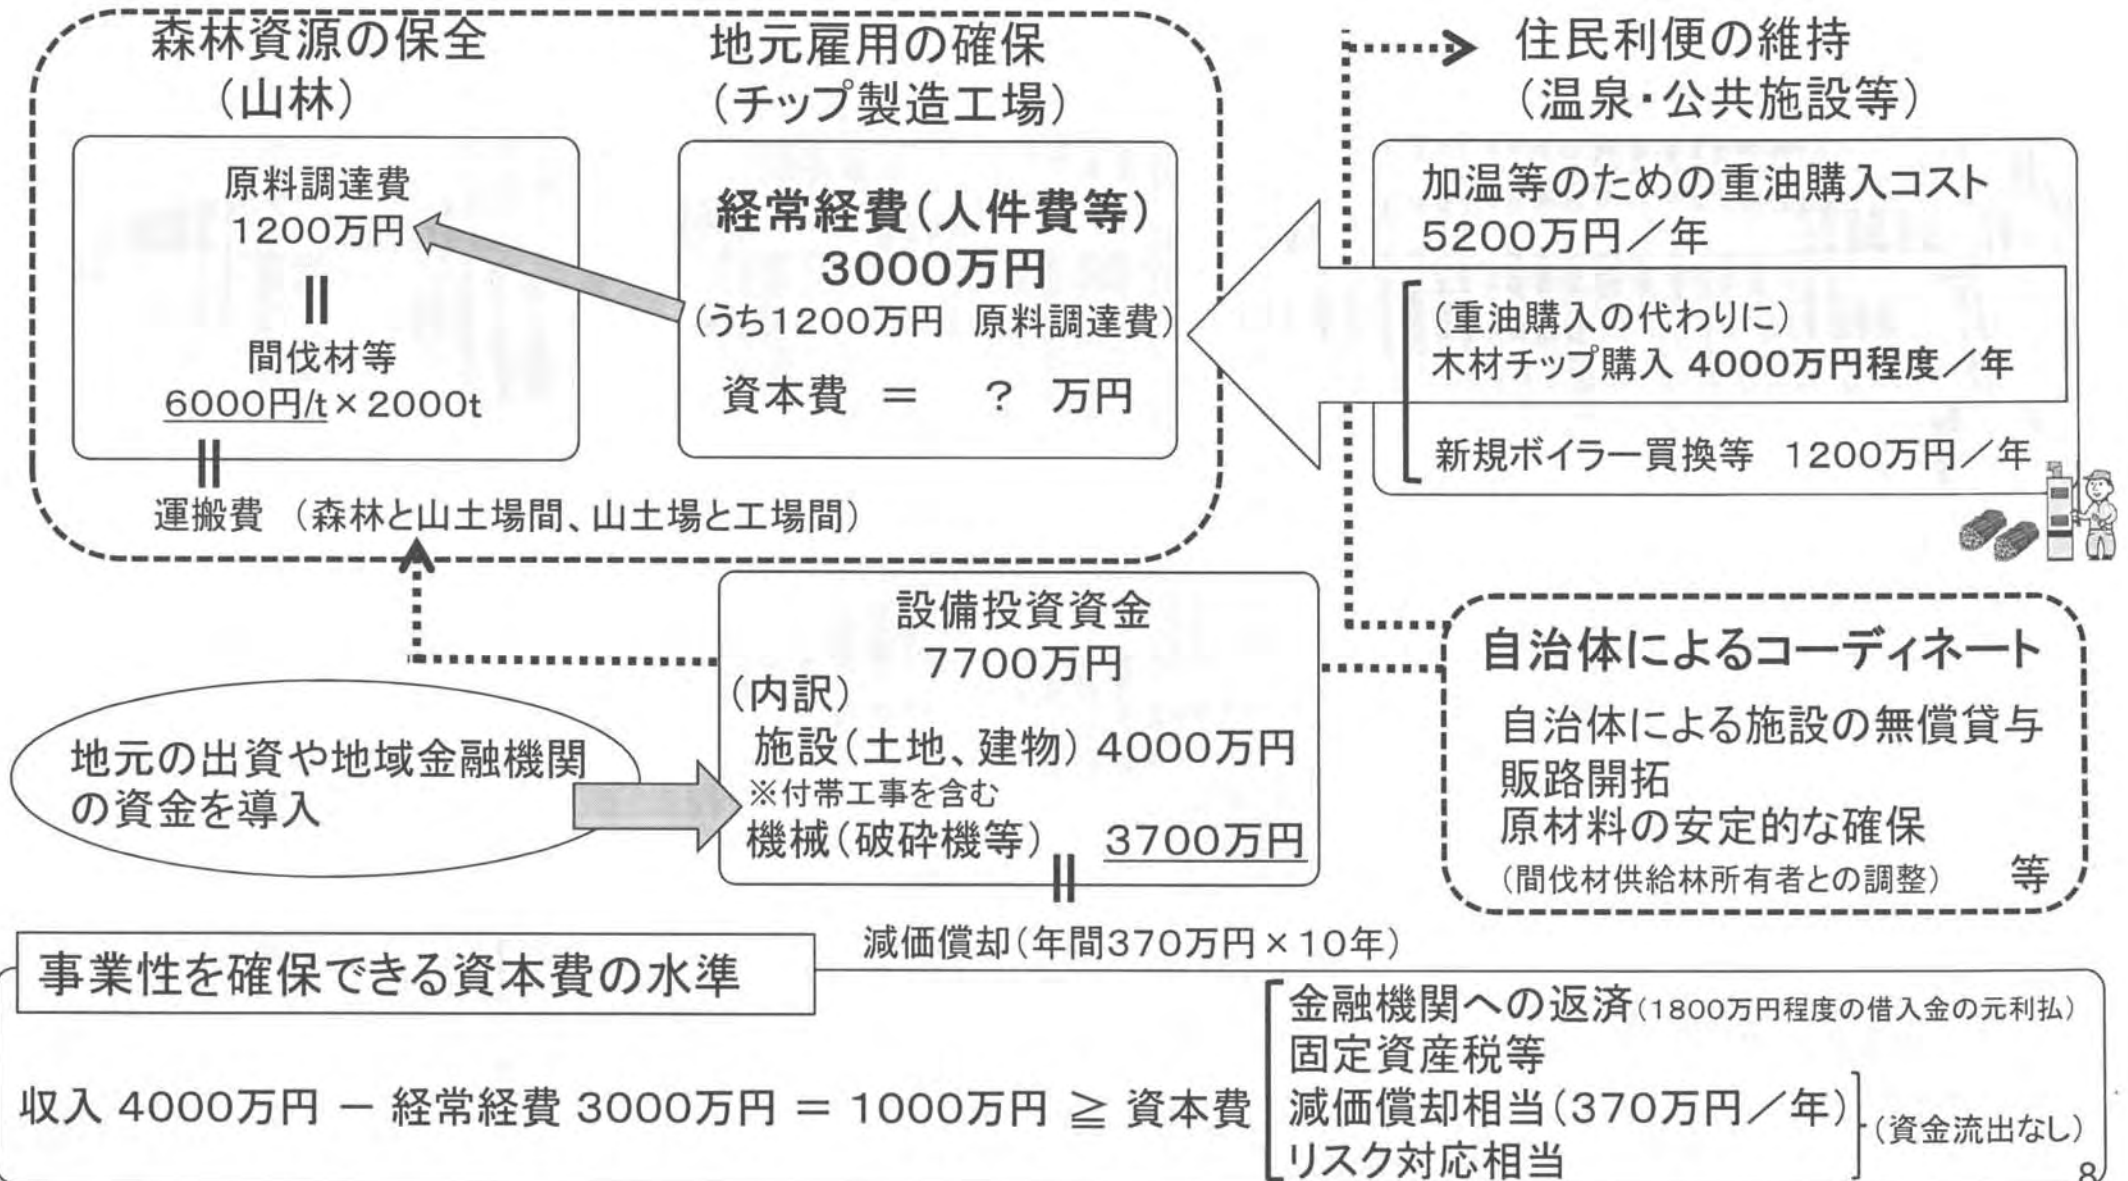 森林資源の保全
(山林)
原料調達費
1200万円
||
間伐材等
6000円/t×2000t
||
運搬費 (森林と山土場間、山土場と工場間)
地元雇用の確保
(チップ製造工場)
経常経費(人件費等)
3000万円
(うち1200万円 原料調達費)
資本費 = ? 万円
住民利便の維持
(温泉・公共施設等)
加温等のための重油購入コスト
5200万円/年
(重油購入の代わりに)
木材チップ購入 4000万円程度/年
新規ボイラー買換等 1200万円/年
設備投資資金
7700万円
(内訳)
施設(土地、建物) 4000万円
※付帯工事を含む
機械(破砕機等) 3700万円
||
減価償却(年間370万円×10年)
地元の出資や地域金融機関
の資金を導入
自治体によるコーディネート
自治体による施設の無償貸与
販路開拓
原材料の安定的な確保
(間伐材供給林所有者との調整) 等
事業性を確保できる資本費の水準
収入 4000万円 － 経常経費 3000万円 = 1000万円 ≧ 資本費
金融機関への返済(1800万円程度の借入金の元利払)
固定資産税等
減価償却相当(370万円/年)
リスク対応相当
(資金流出なし)
8